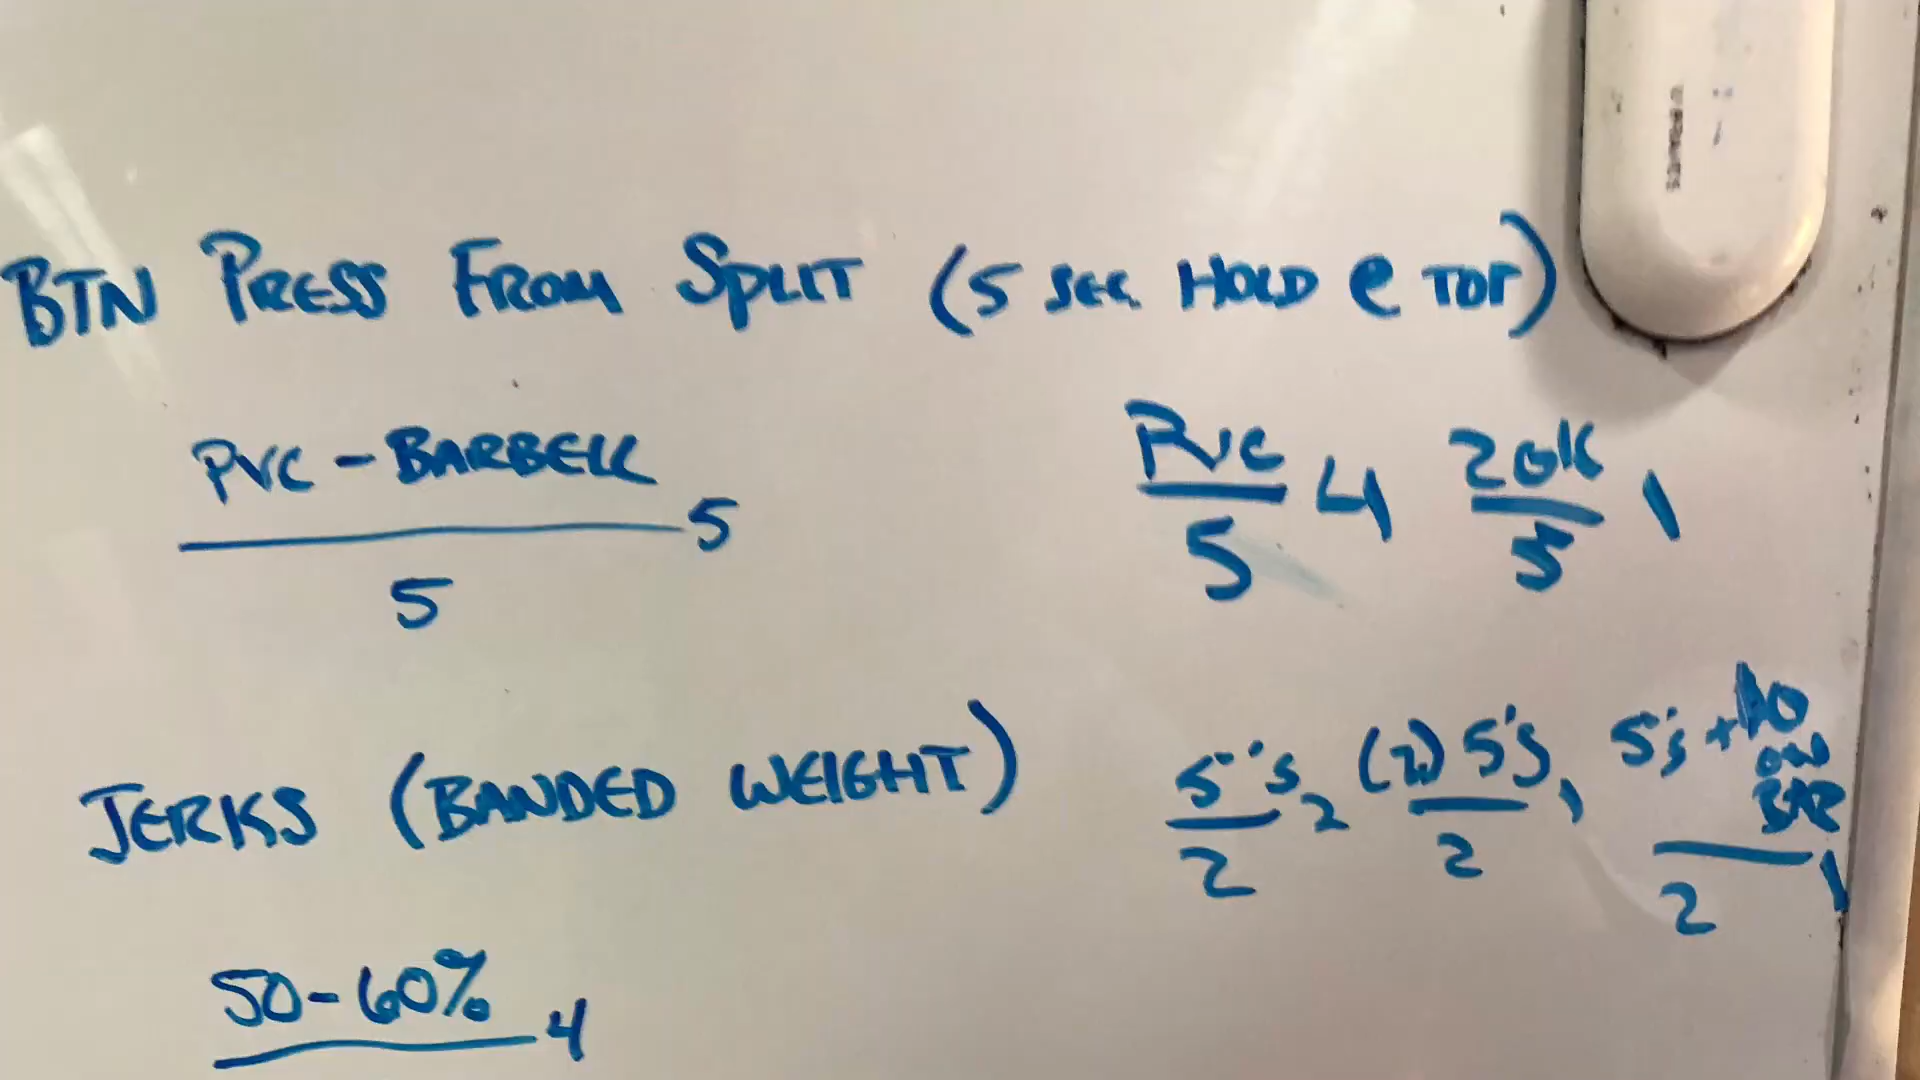 BTN PRESS FROM SPLIT (5 SEC HOLD @ TOP)
PVC - BARBELL 5
5
PVC 4 20K 1
5 5
JERKS (BANDED WEIGHT)
5's 2 (2) 5's 1 5's + 10 ON BAR 1
2 2 2
50-60% 4